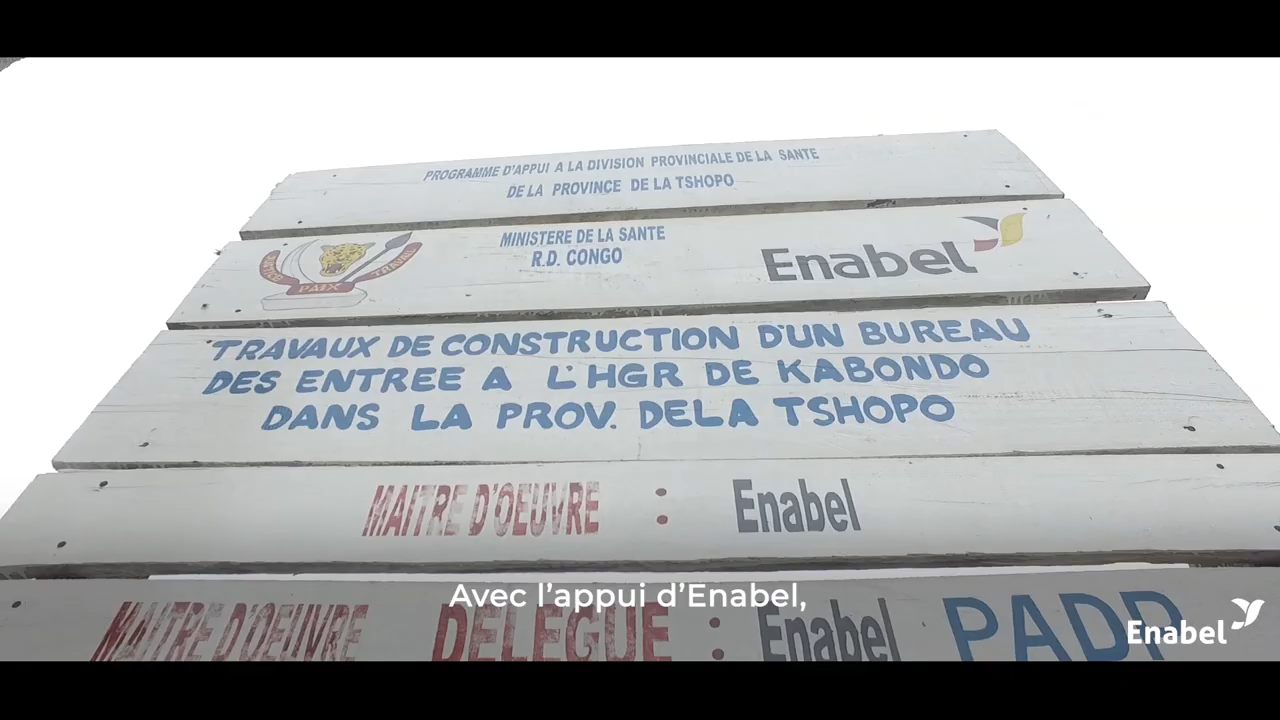 PROGRAMME D'APPUI A LA DIVISION PROVINCIALE DE LA SANTE
DE LA PROVINCE DE LA TSHOPO
MINISTERE DE LA SANTE
R.D. CONGO
JUSTICE
PAIX
TRAVAIL
Enabel
TRAVAUX DE CONSTRUCTION D'UN BUREAU
DES ENTREE A L'HGR DE KABONDO
DANS LA PROV. DELA TSHOPO
MAITRE D'OEUVRE : Enabel
MAITRE D'OEUVRE DELEGUE : Enabel PADP
Avec l'appui d'Enabel,
Enabel